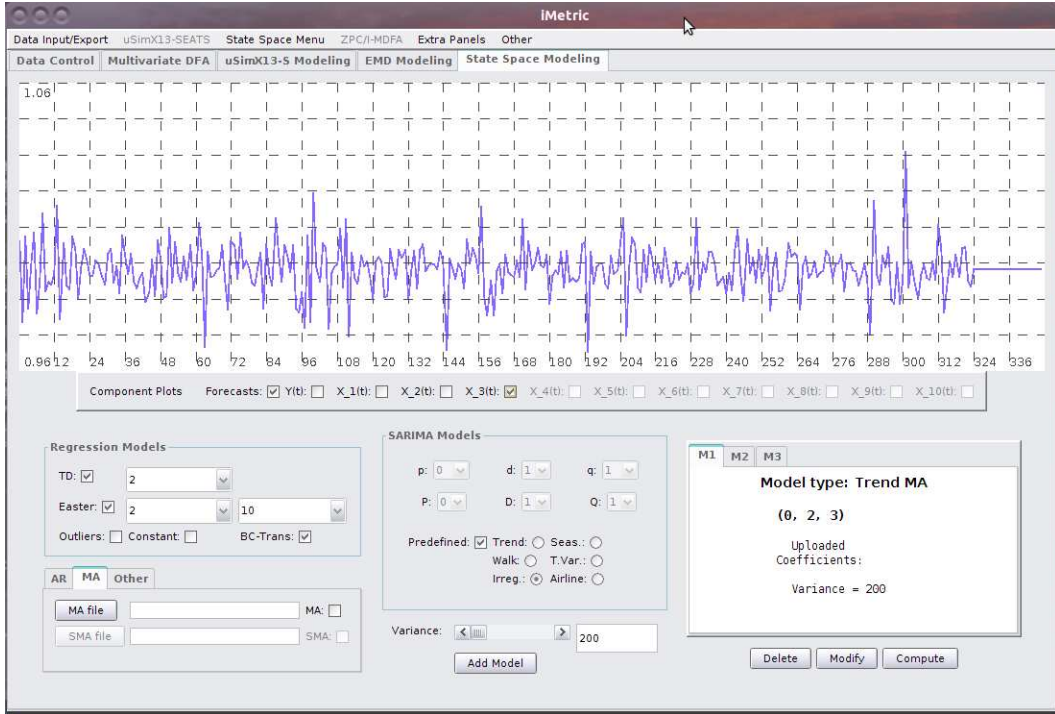 iMetric
Data Input/Export uSimX13-SEATS State Space Menu ZPC/I-MDFA Extra Panels Other
Data Control Multivariate DFA uSimX13-S Modeling EMD Modeling State Space Modeling
1.06
0.96 12 24 36 48 60 72 84 96 108 120 132 144 156 168 180 192 204 216 228 240 252 264 276 288 300 312 324 336
Component Plots Forecasts: Y(t): X_1(t): X_2(t): X_3(t): X_4(t): X_5(t): X_6(t): X_7(t): X_8(t): X_9(t): X_10(t):
Regression Models
TD: 2
Easter: 2 10
Outliers: Constant: BC-Trans:
AR MA Other
MA file MA:
SMA file SMA:
SARIMA Models
p: 0 d: 1 q: 1
P: 0 D: 1 Q: 1
Predefined: Trend: Seas.:
Walk: T.Var.:
Irreg.: Airline:
Variance: 200
Add Model
M1 M2 M3
Model type: Trend MA
(0, 2, 3)
Uploaded
Coefficients:
Variance = 200
Delete Modify Compute